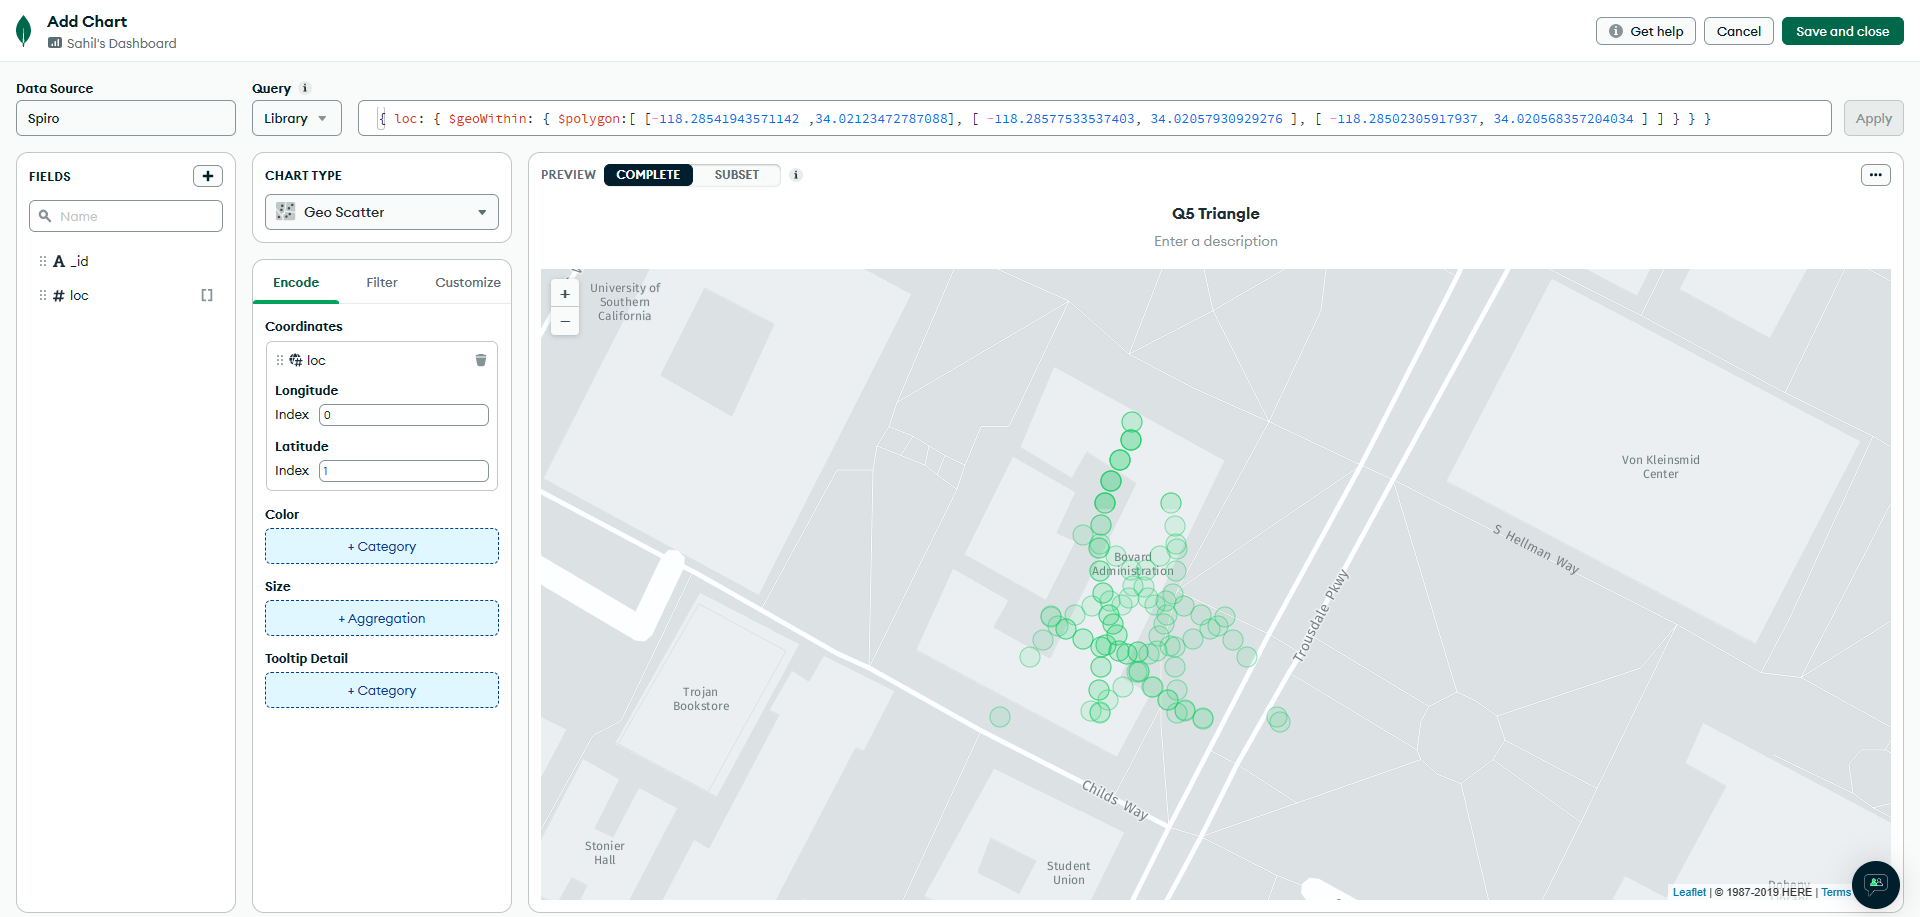 Add Chart
Sahil's Dashboard
Get help
Cancel
Save and close
Data Source
Query
Spiro
Library
{ loc: { $geoWithin: { $polygon:[ [-118.28541943571142 ,34.02123472787088], [ -118.28577533537403, 34.02057930929276 ], [ -118.28502305917937, 34.020568357204034 ] ] } } }
Apply
FIELDS
+
Name
A _id
# loc
[]
CHART TYPE
Geo Scatter
Encode
Filter
Customize
Coordinates
# loc
Longitude
Index 0
Latitude
Index 1
Color
+ Category
Size
+ Aggregation
Tooltip Detail
+ Category
PREVIEW
COMPLETE
SUBSET
Q5 Triangle
Enter a description
+
−
University of
Southern
California
Von Kleinsmid
Center
S Hellman Way
Bovard
Administration
Trousdale Pkwy
Trojan
Bookstore
Childs Way
Stonier
Hall
Student
Union
Leaflet | © 1987-2019 HERE | Terms